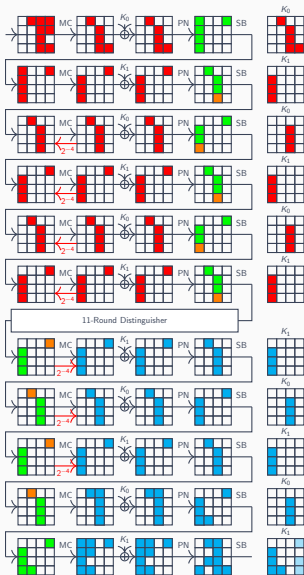 MC K₀ PN SB K₀
MC K₁ PN SB K₁
MC K₀ PN SB K₀
2⁻⁴
MC K₁ PN SB K₁
2⁻⁴
MC K₀ PN SB K₀
2⁻⁴
MC K₁ PN SB K₁
2⁻⁴
11-Round Distinguisher
MC K₁ PN SB K₁
2⁻⁴
MC K₀ PN SB K₀
2⁻⁴
MC K₁ PN SB K₁
2⁻⁴
MC K₀ PN SB K₀
MC K₁ PN SB K₁